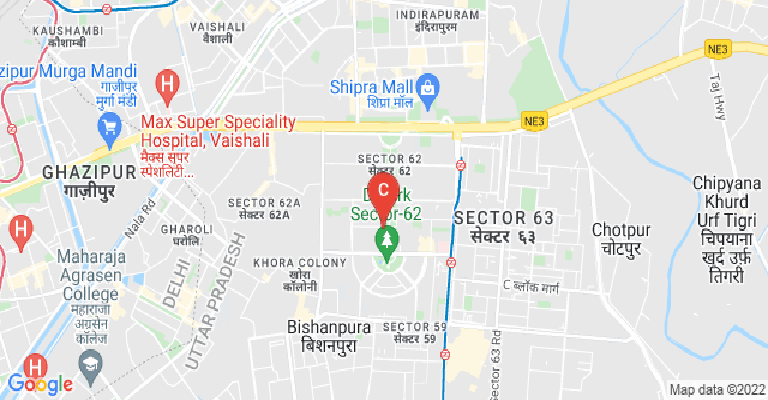 INDIRAPURAM
इंदिरापुरम
VAISHALI
वैशाली
KAUSHAMBI
कौशाम्बी
NE3
zipur Murga Mandi
गाजीपुर
मुर्गा मंडी
Shipra Mall
शिप्रा मॉल
Taj Hwy
NE3
Max Super Speciality
Hospital, Vaishali
मैक्स सुपर
स्पेशलिटी...
SECTOR 62
सेक्टर 62
GHAZIPUR
गाज़ीपुर
Nala Rd
SECTOR 62A
सेक्टर 62A
C
Sector-62
SECTOR 63
सेक्टर ६३
Chipyana
Khurd
Urf Tigri
चिपयाना
खुर्द उर्फ़
तिगरी
Chotpur
चोटपुर
GHAROLI
घरोलि
H
Maharaja
Agrasen
College
महाराजा
अग्रसेन
कॉलेज
DELHI
UTTAR PRADESH
KHORA COLONY
खोरा
कॉलोनी
C ब्लॉक मार्ग
Bishanpura
बिशनपुरा
SECTOR 59
सेक्टर 59
Sector 63 Rd
H
Google
Map data ©2022